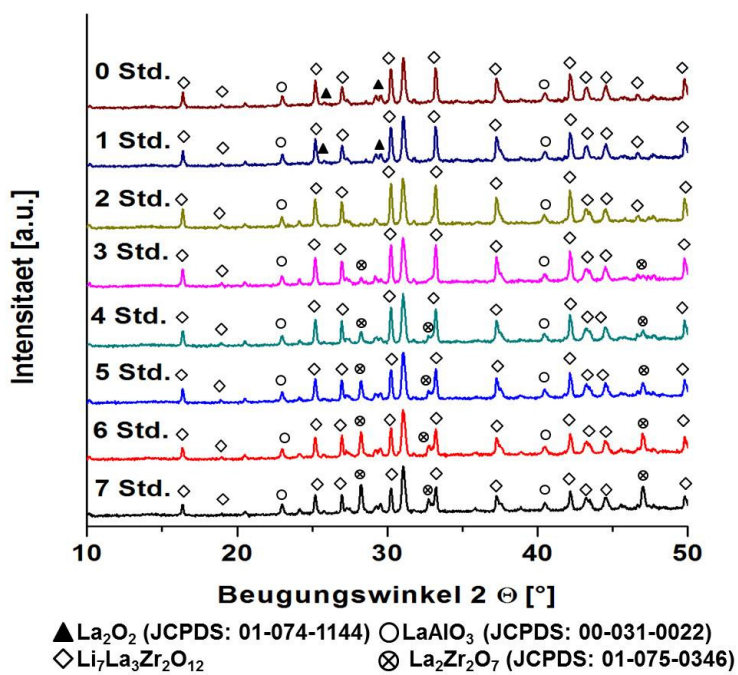 Intensitaet [a.u.]
0 Std.
1 Std.
2 Std.
3 Std.
4 Std.
5 Std.
6 Std.
7 Std.
10 20 30 40 50
Beugungswinkel 2 Θ [°]
▲La₂O₂ (JCPDS: 01-074-1144) ○LaAlO₃ (JCPDS: 00-031-0022)
◇Li₇La₃Zr₂O₁₂ ⊗La₂Zr₂O₇ (JCPDS: 01-075-0346)